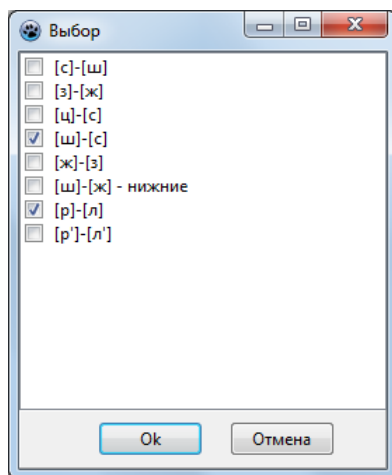 Выбор
[с]-[ш]
[з]-[ж]
[ц]-[с]
[ш]-[с]
[ж]-[з]
[ш]-[ж] - нижние
[р]-[л]
[р']-[л']
Ok Отмена